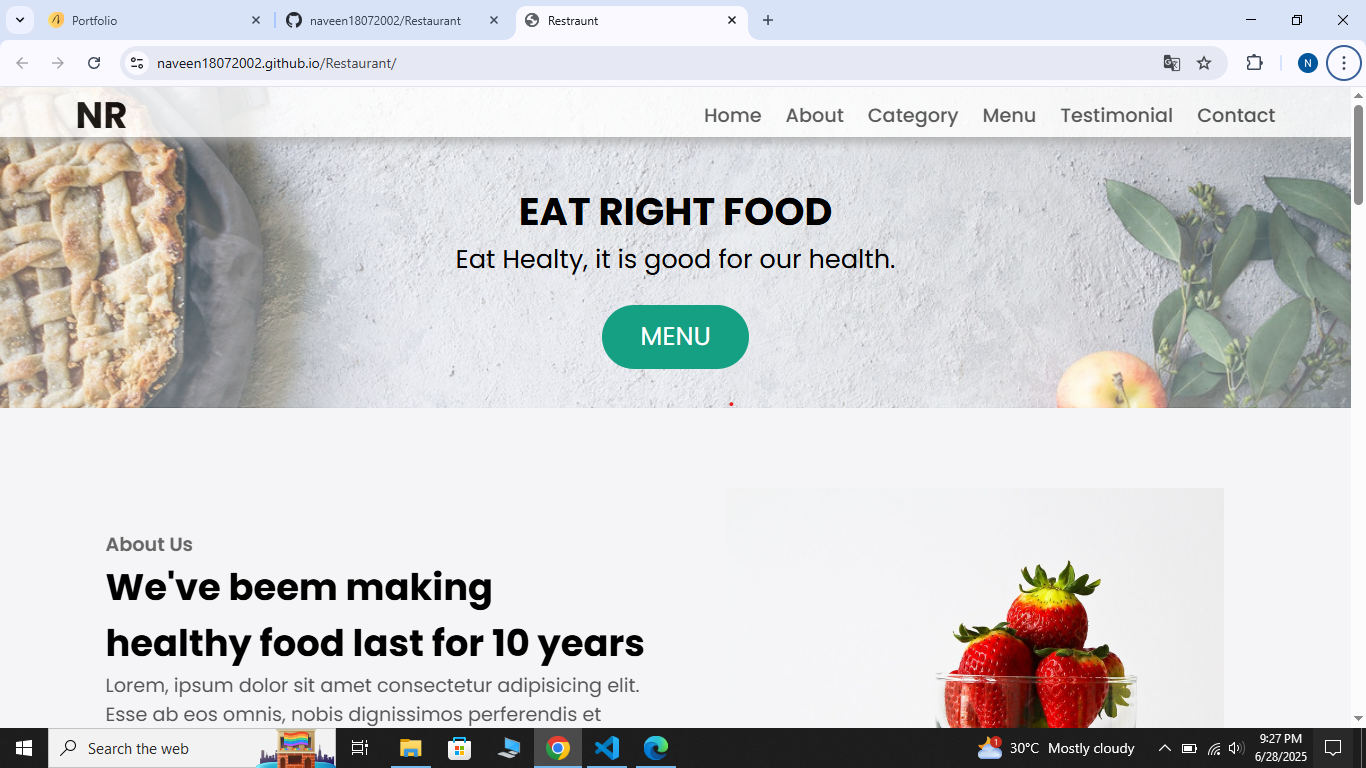 Portfolio
naveen18072002/Restaurant
Restraunt
naveen18072002.github.io/Restaurant/
N
NR
Home About Category Menu Testimonial Contact
EAT RIGHT FOOD
Eat Healty, it is good for our health.
MENU
About Us
We've beem making
healthy food last for 10 years
Lorem, ipsum dolor sit amet consectetur adipisicing elit.
Esse ab eos omnis, nobis dignissimos perferendis et
Search the web
1
30°C Mostly cloudy
9:27 PM
6/28/2025